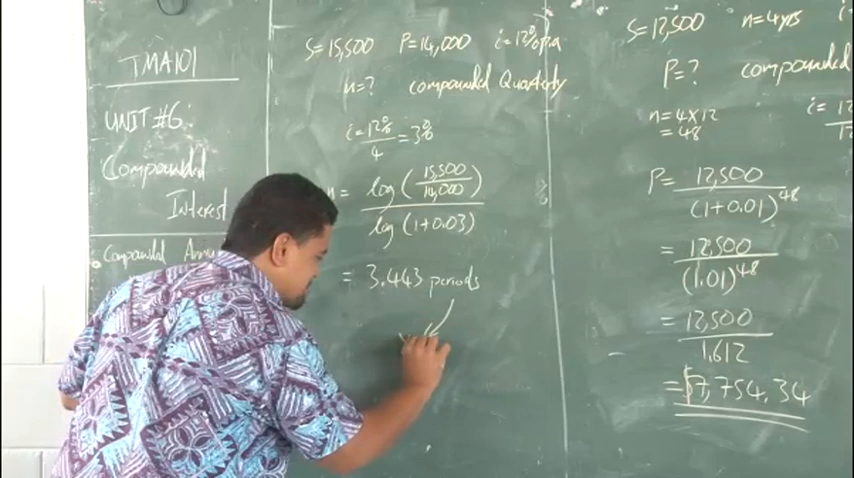 TMA101
UNIT #6
Compounded
Interest
Compounded
S=15,500 P=14,000 i=12% p.a
n=? compounded Quarterly
i=12%/4 = 3%
n = log (15,500/14,000)
log (1+0.03)
= 3.443 periods
S=12,500 n=4yrs i
P=? compounded
n=4x12 i=12
=48
P= 12,500
(1+0.01)^48
= 12,500
(1.01)^48
= 12,500
1.612
=$7,754.34